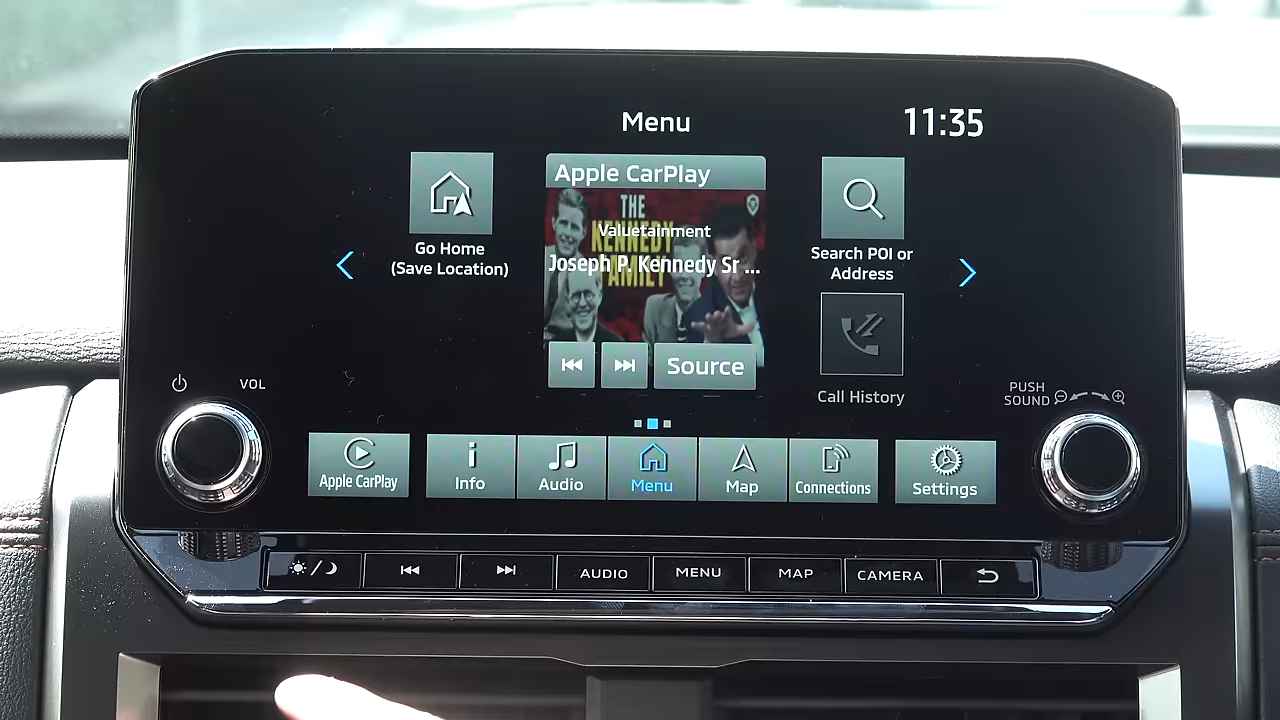 Menu
11:35
Go Home
(Save Location)
Apple CarPlay
THE
KENNEDY
FAMILY
Valuetainment
Joseph P. Kennedy Sr ...
Source
Search POI or
Address
Call History
VOL
PUSH
SOUND
Apple CarPlay
Info
Audio
Menu
Map
Connections
Settings
AUDIO
MENU
MAP
CAMERA